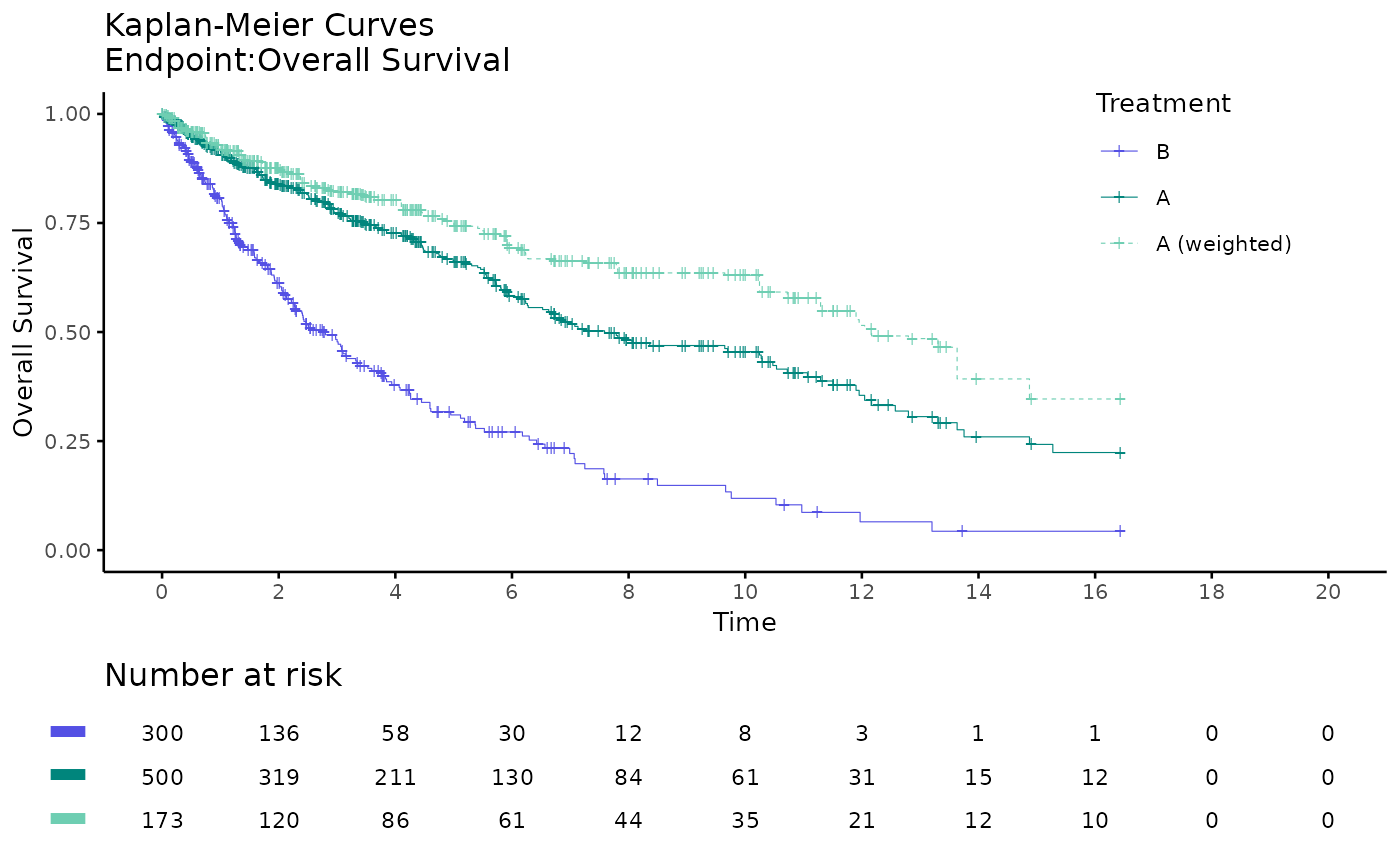 Kaplan-Meier Curves
Endpoint:Overall Survival
Treatment
B
A
A (weighted)
Overall Survival
1.00
0.75
0.50
0.25
0.00
0 2 4 6 8 10 12 14 16 18 20
Time
Number at risk
300 136 58 30 12 8 3 1 1 0 0
500 319 211 130 84 61 31 15 12 0 0
173 120 86 61 44 35 21 12 10 0 0